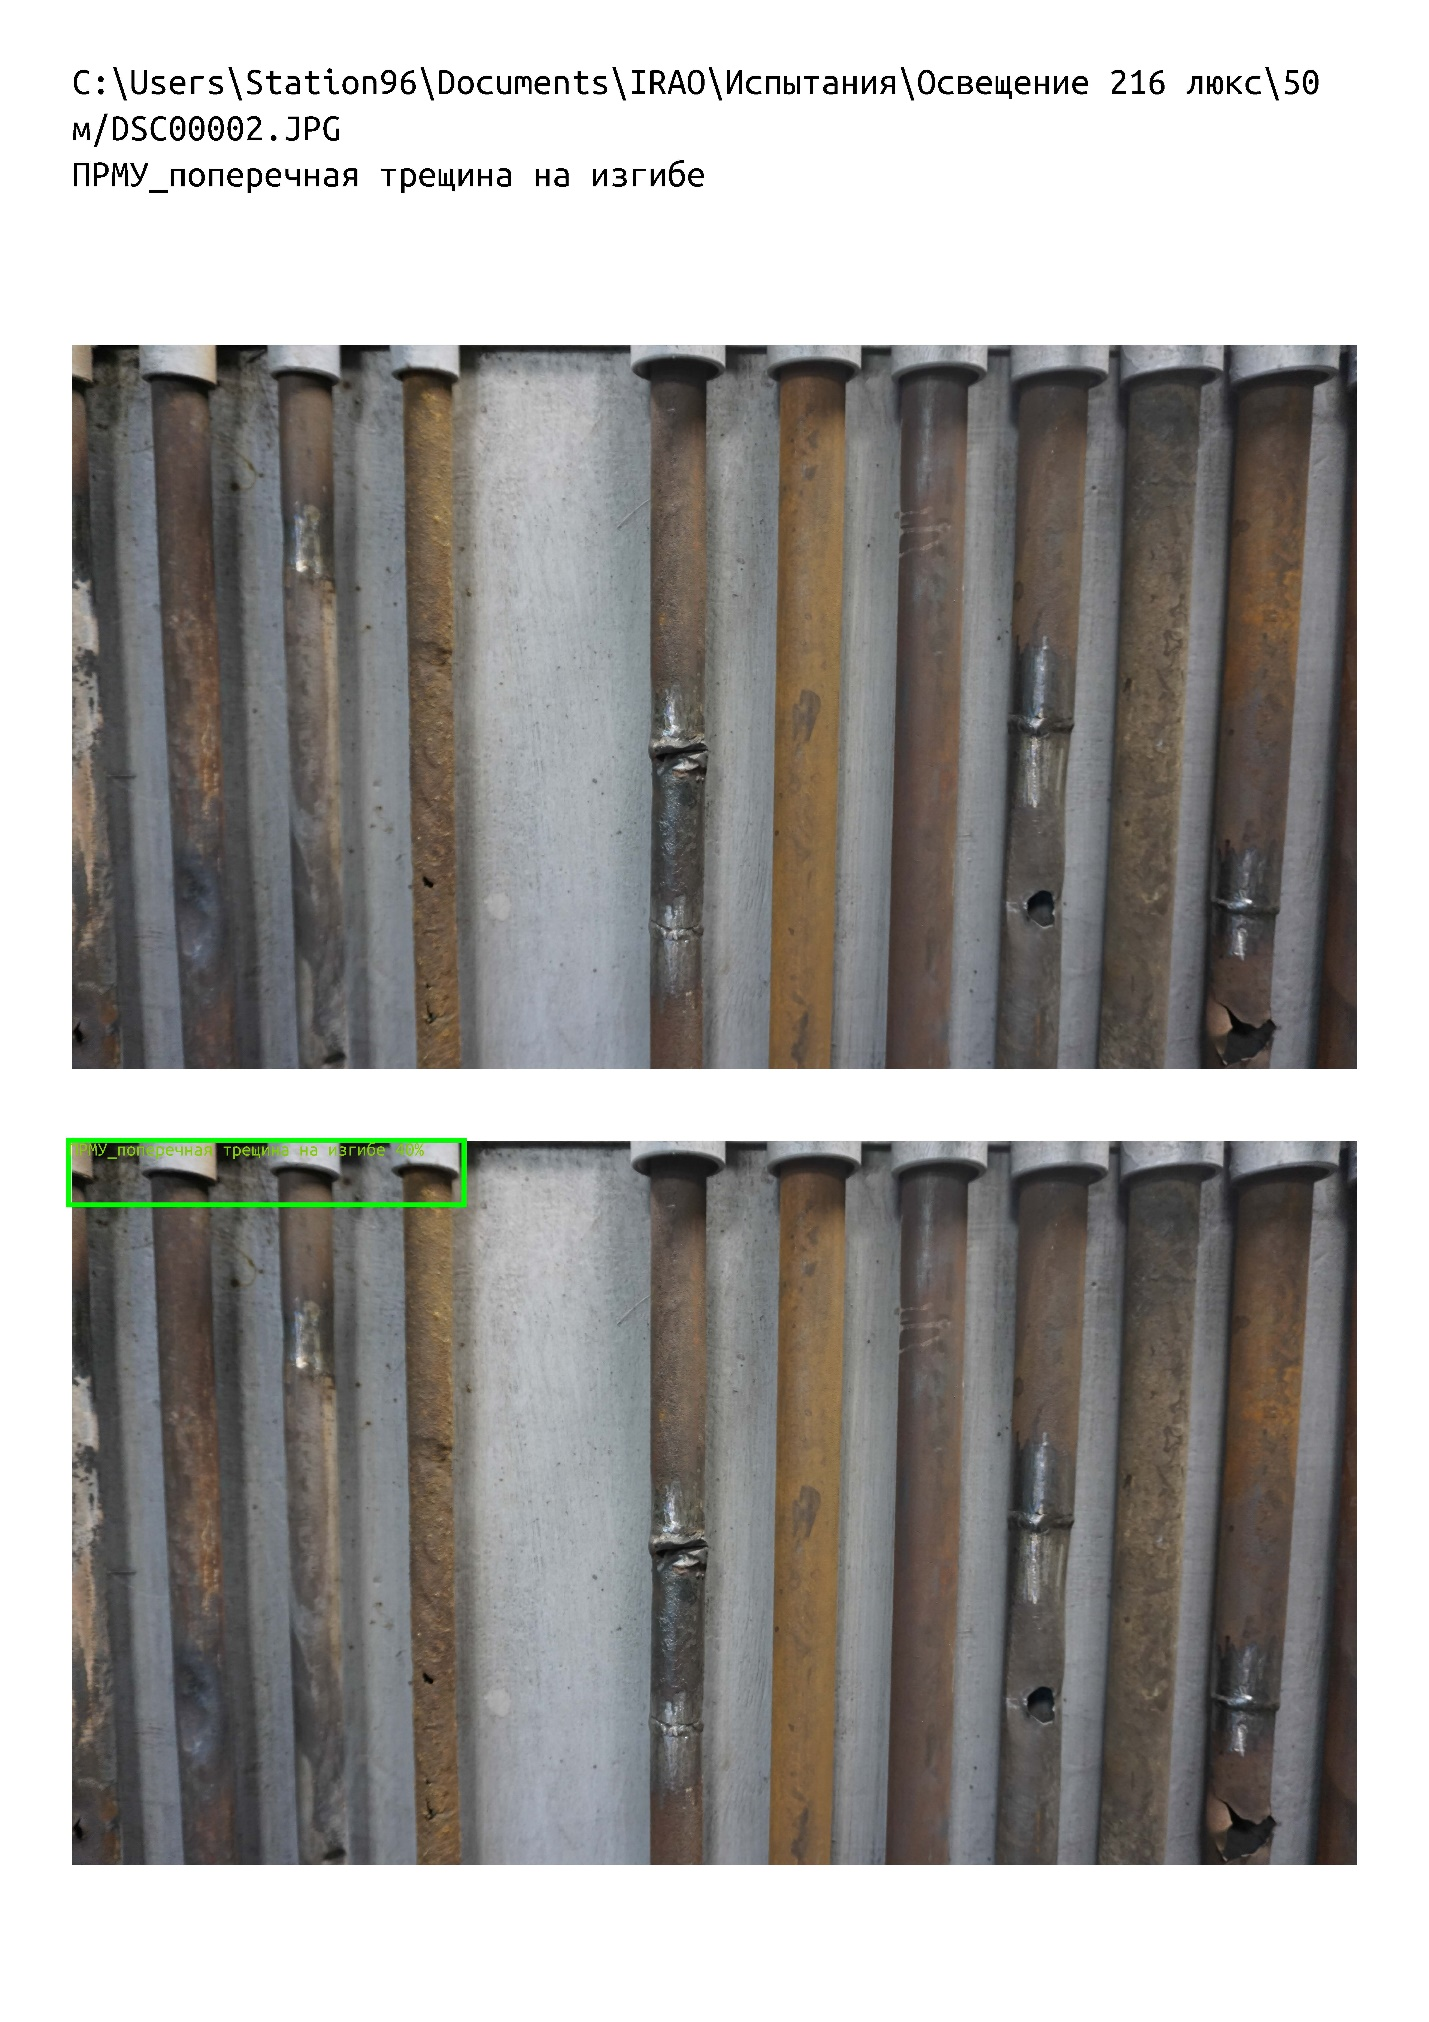 C:\Users\Station96\Documents\IRAO\Испытания\Освещение 216 люкс\50
м/DSC00002.JPG
ПРМУ_поперечная трещина на изгибе
ПРМУ_поперечная трещина на изгибе 40%